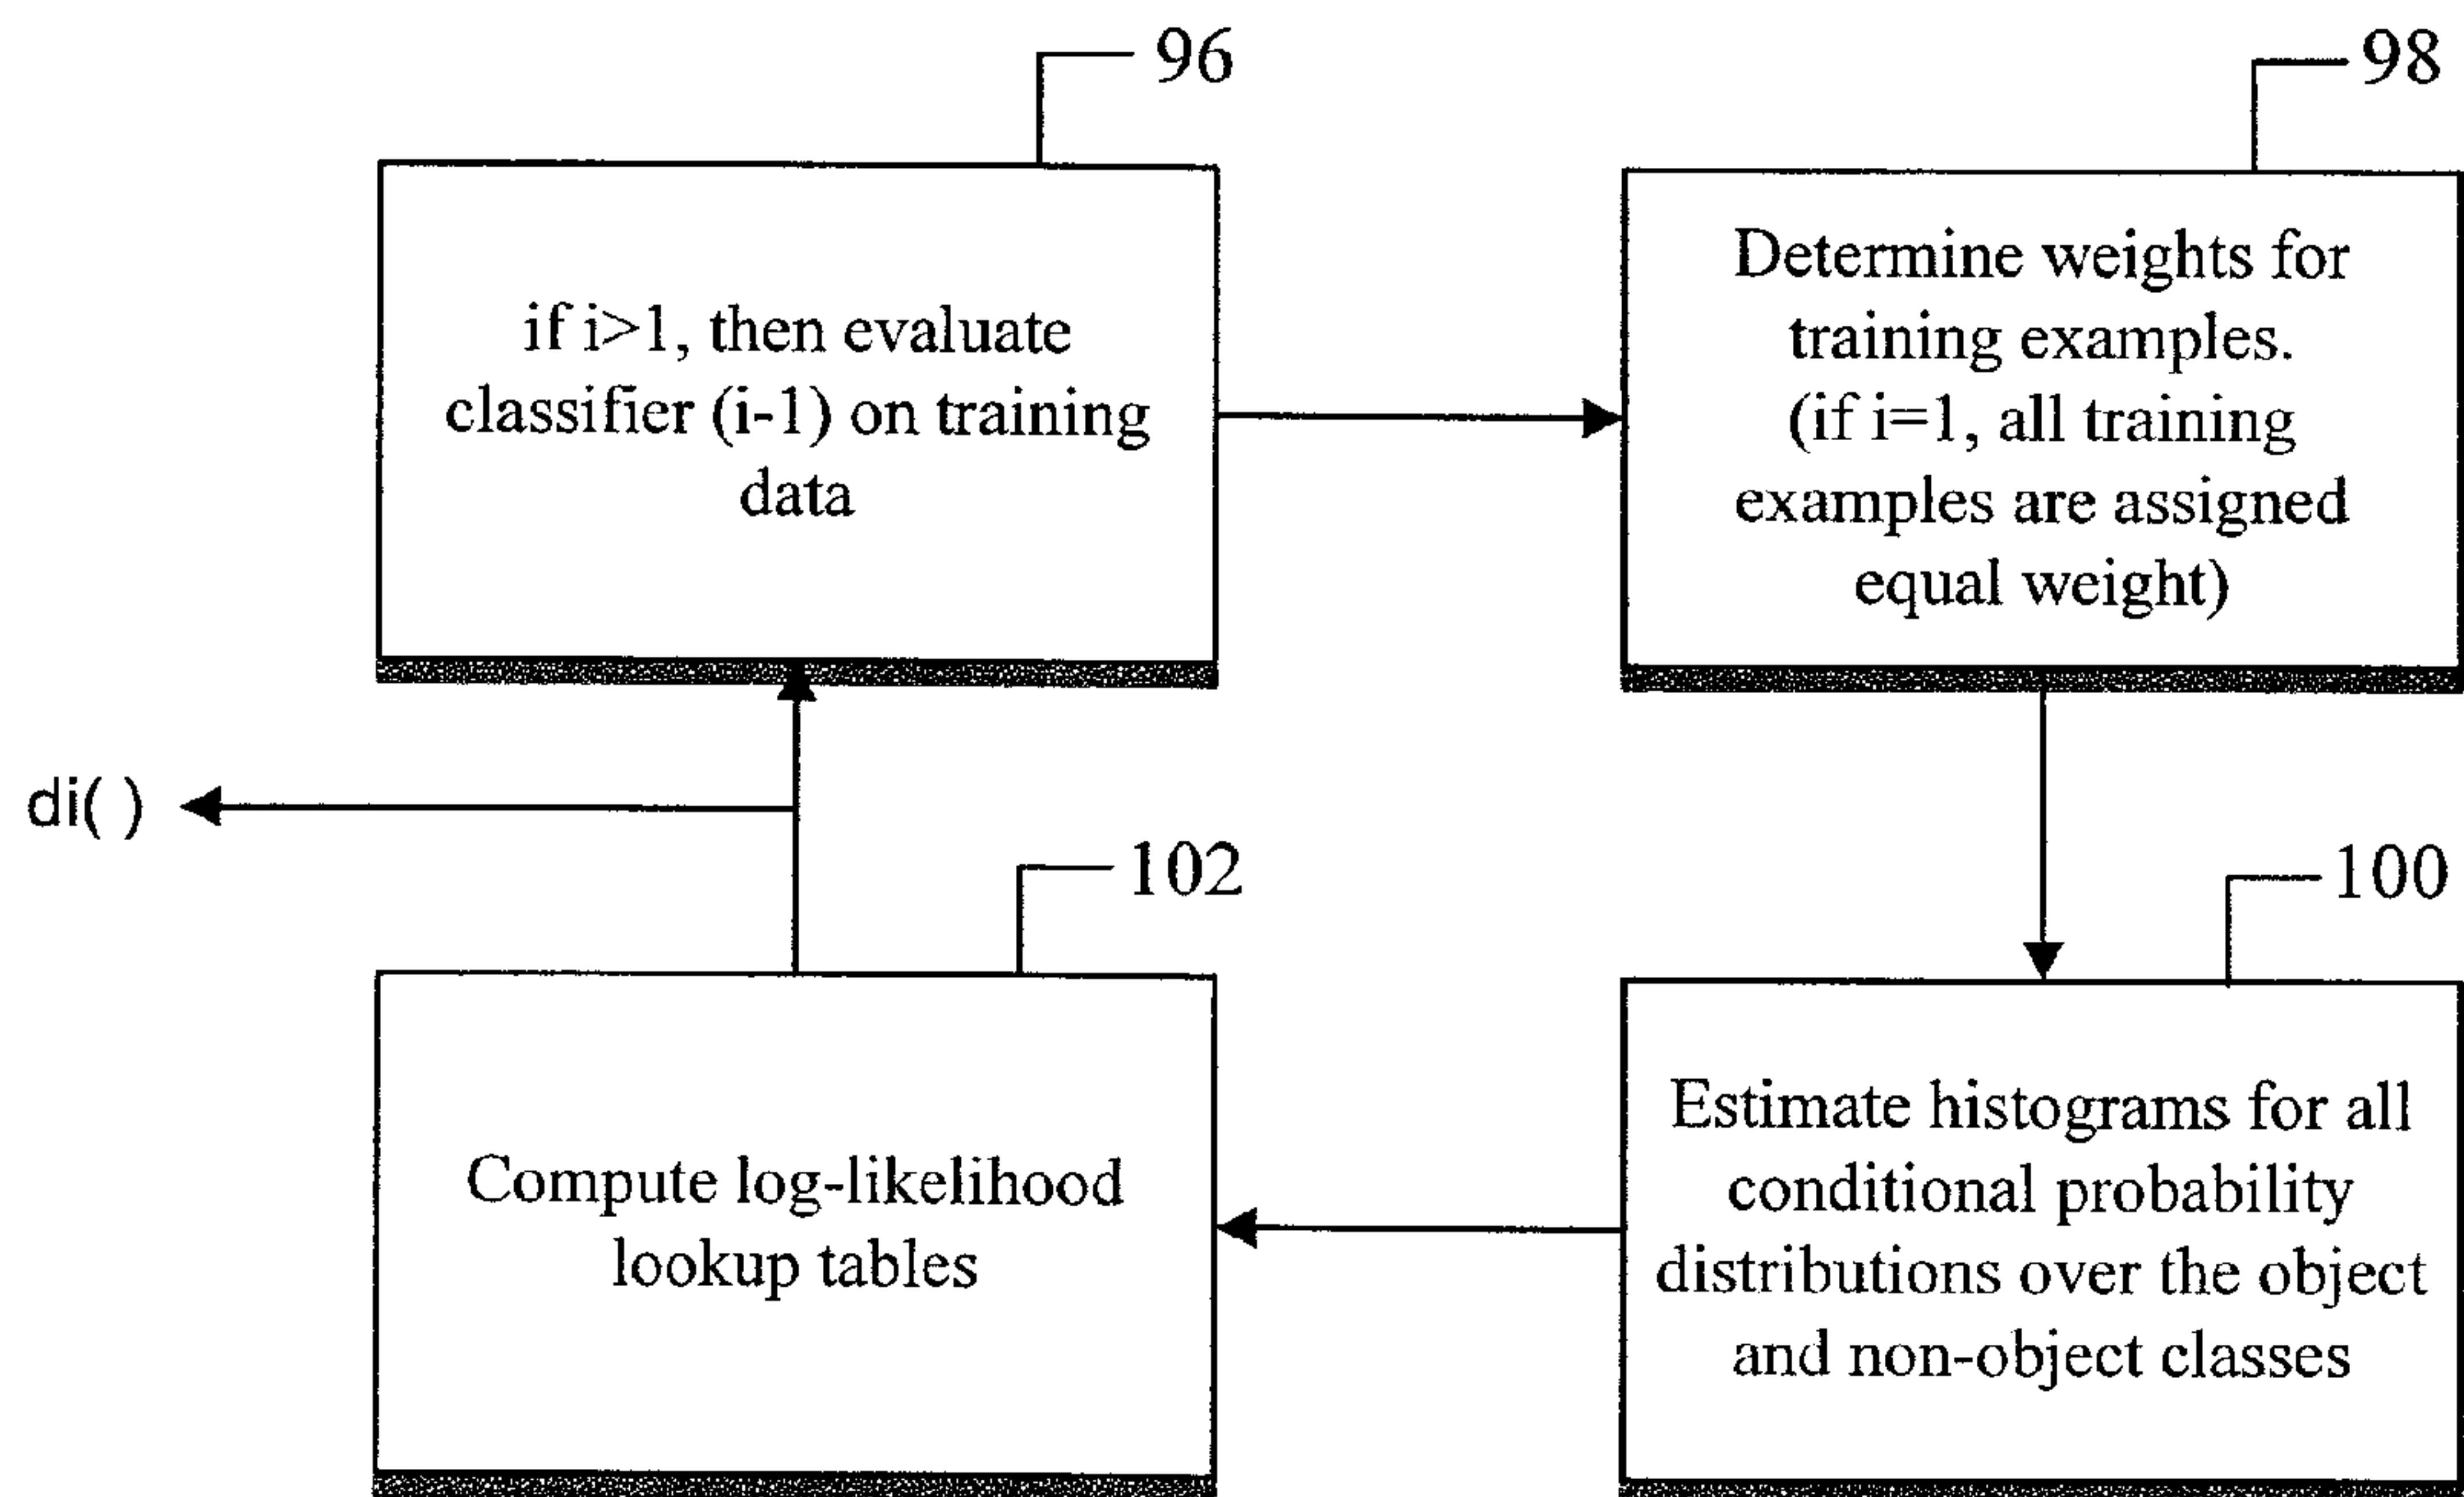 96
if i>1, then evaluate
classifier (i-1) on training
data
98
Determine weights for
training examples.
(if i=1, all training
examples are assigned
equal weight)
di( )
102
Compute log-likelihood
lookup tables
100
Estimate histograms for all
conditional probability
distributions over the object
and non-object classes